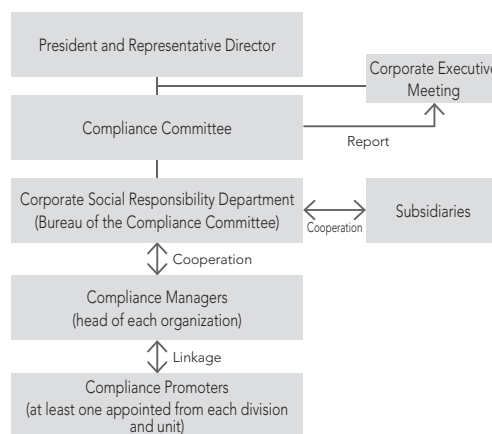 President and Representative Director
Corporate Executive
Meeting
Compliance Committee
Report
Corporate Social Responsibility Department
(Bureau of the Compliance Committee)
Cooperation
Subsidiaries
Cooperation
Compliance Managers
(head of each organization)
Linkage
Compliance Promoters
(at least one appointed from each division
and unit)